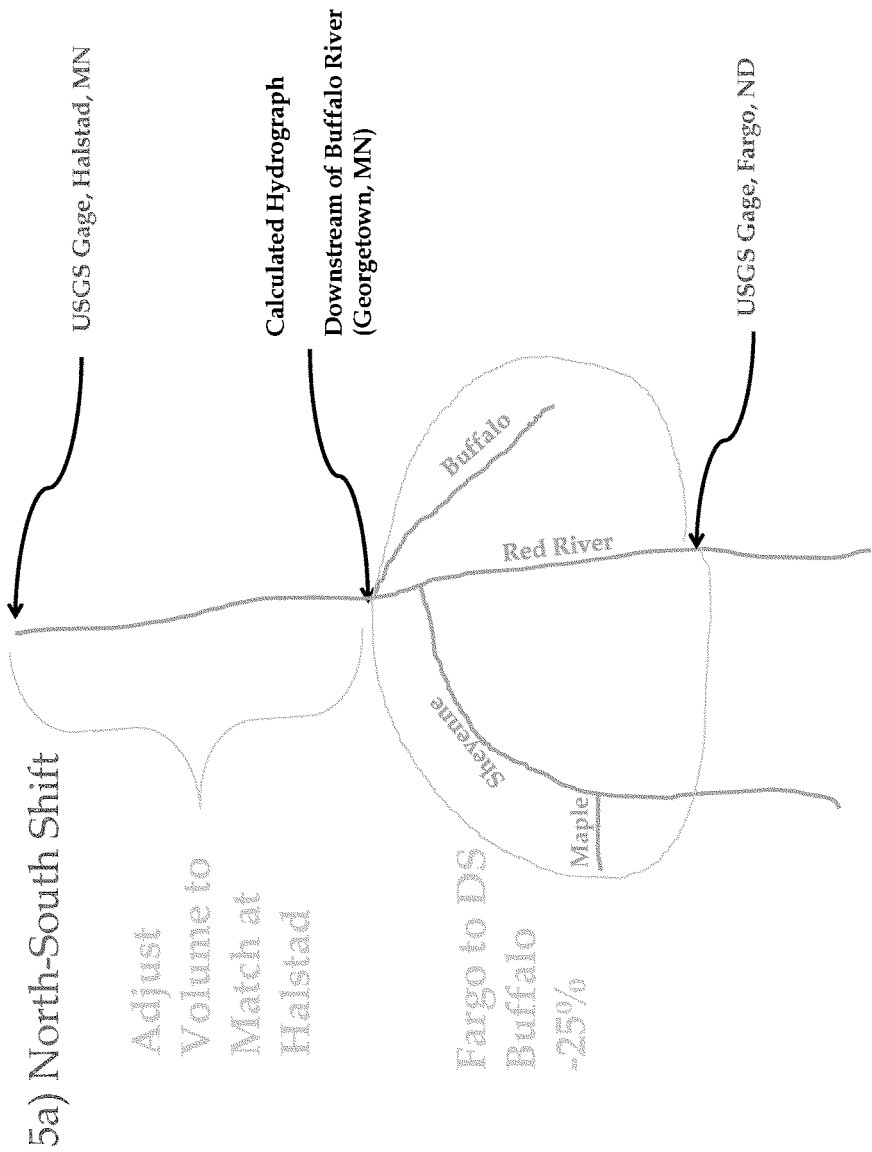 5a) North-South Shift
Adjust
Volume to
Match at
Halstad
Fargo to DS
Buffalo
-25%
Maple
Sheyenne
Red River
Buffalo
USGS Gage, Halstad, MN
Calculated Hydrograph
Downstream of Buffalo River
(Georgetown, MN)
USGS Gage, Fargo, ND